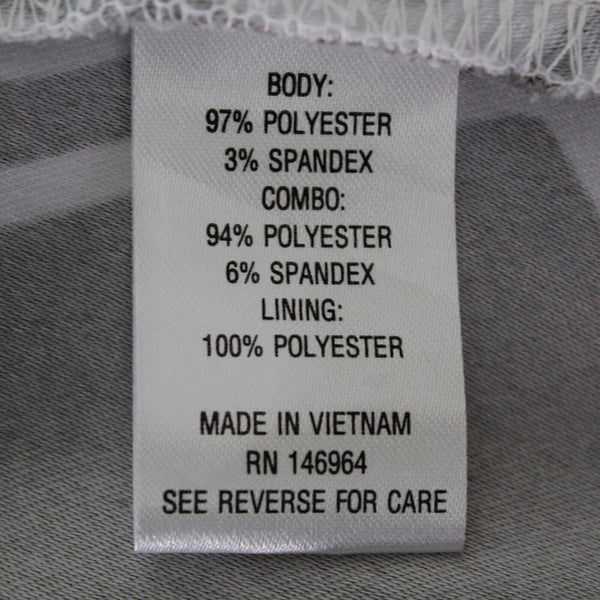 BODY:
97% POLYESTER
3% SPANDEX
COMBO:
94% POLYESTER
6% SPANDEX
LINING:
100% POLYESTER
MADE IN VIETNAM
RN 146964
SEE REVERSE FOR CARE